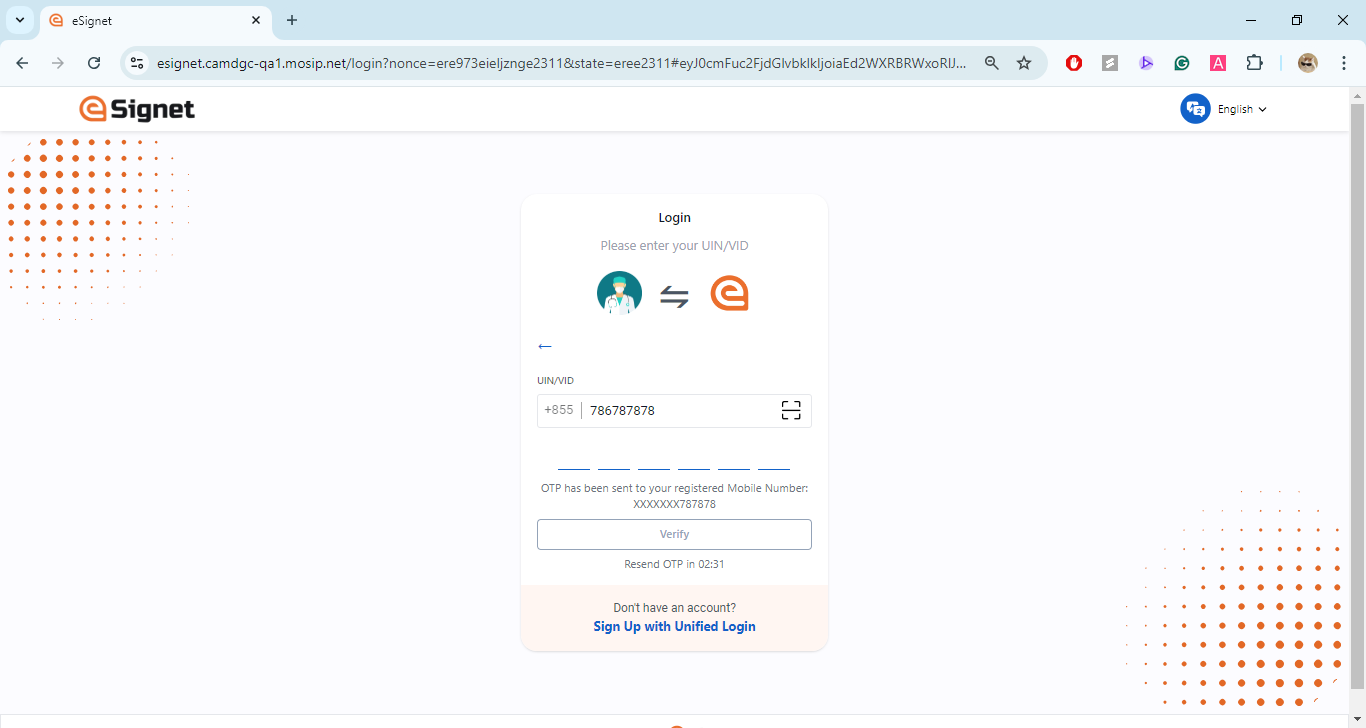 eSignet
esignet.camdgc-qa1.mosip.net/login?nonce=ere973eieljznge2311&state=eree2311#eyJ0cmFuc2FjdGlvbklkIjoiaEd2WXRBRWxoRlJ...
A
eSignet
English
Login
Please enter your UIN/VID
UIN/VID
+855 786787878
OTP has been sent to your registered Mobile Number:
XXXXXXX787878
Verify
Resend OTP in 02:31
Don't have an account?
Sign Up with Unified Login